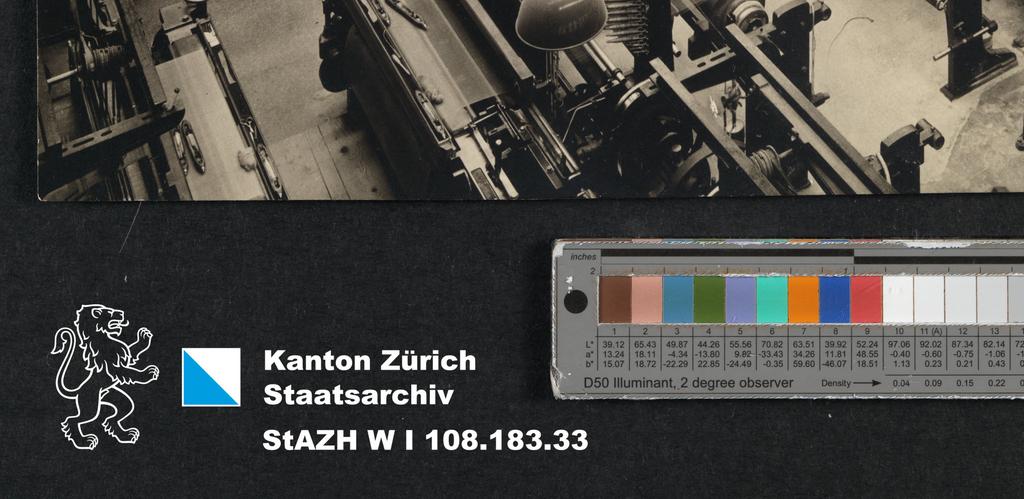 inches
2 1
1 2 3 4 5 6 7 8 9 10 11 (A) 12 13
L* 39.12 65.43 49.87 44.26 55.56 70.82 63.51 39.92 52.24 97.06 92.02 87.34 82.14 72
a* 13.24 18.11 -4.34 -13.80 9.82 -33.43 34.26 11.81 48.55 -0.40 -0.60 -0.75 -1.06 -1
b* 15.07 18.72 -22.29 22.85 -24.49 -0.35 59.60 -46.07 18.51 1.13 0.23 0.21 0.43 0
D50 Illuminant, 2 degree observer Density 0.04 0.09 0.15 0.22 0
Kanton Zürich
Staatsarchiv
StAZH W I 108.183.33